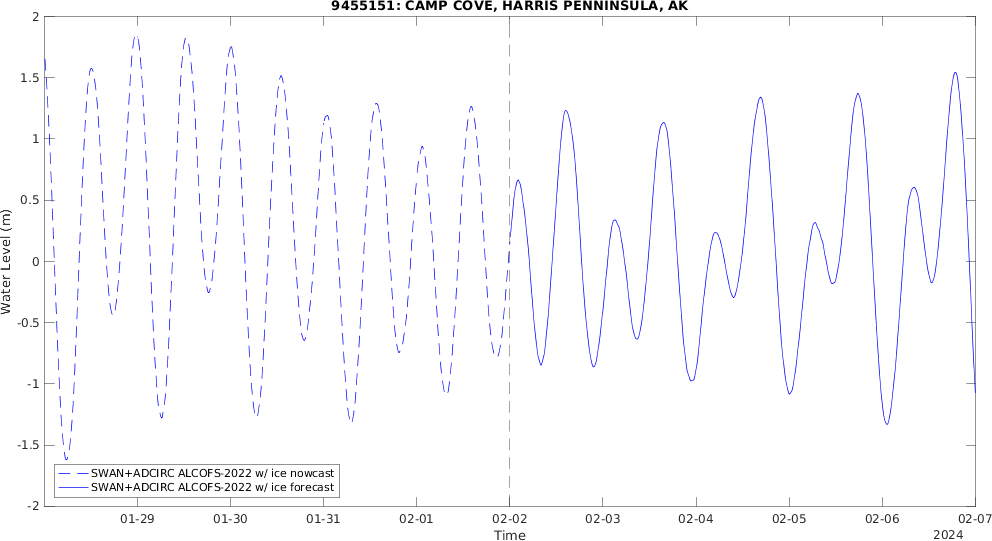 9455151: CAMP COVE, HARRIS PENNINSULA, AK
Water Level (m)
2
1.5
1
0.5
0
-0.5
-1
-1.5
-2
SWAN+ADCIRC ALCOFS-2022 w/ ice nowcast
SWAN+ADCIRC ALCOFS-2022 w/ ice forecast
01-29 01-30 01-31 02-01 02-02 02-03 02-04 02-05 02-06 02-07
Time
2024